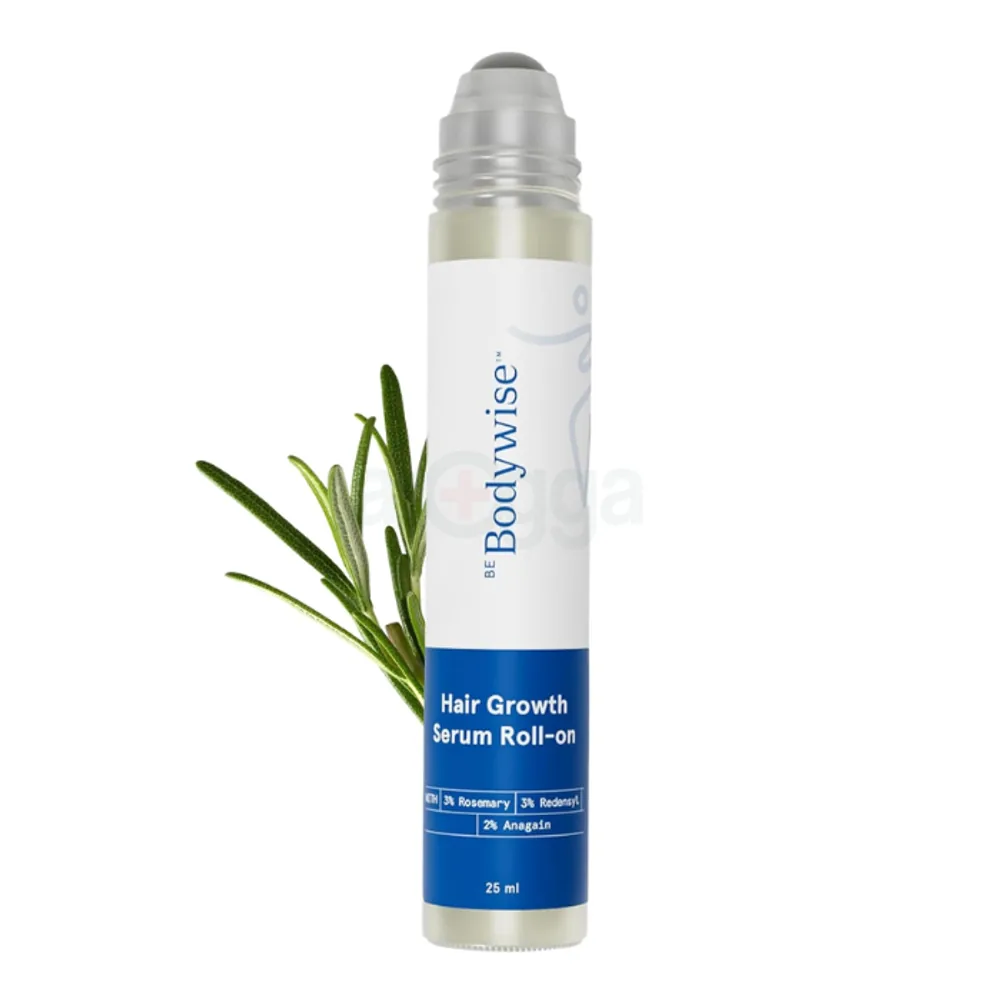 BE Bodywise™
Hair Growth
Serum Roll-on
WITH 3% Rosemary 3% Redensyl
2% Anagain
25 ml